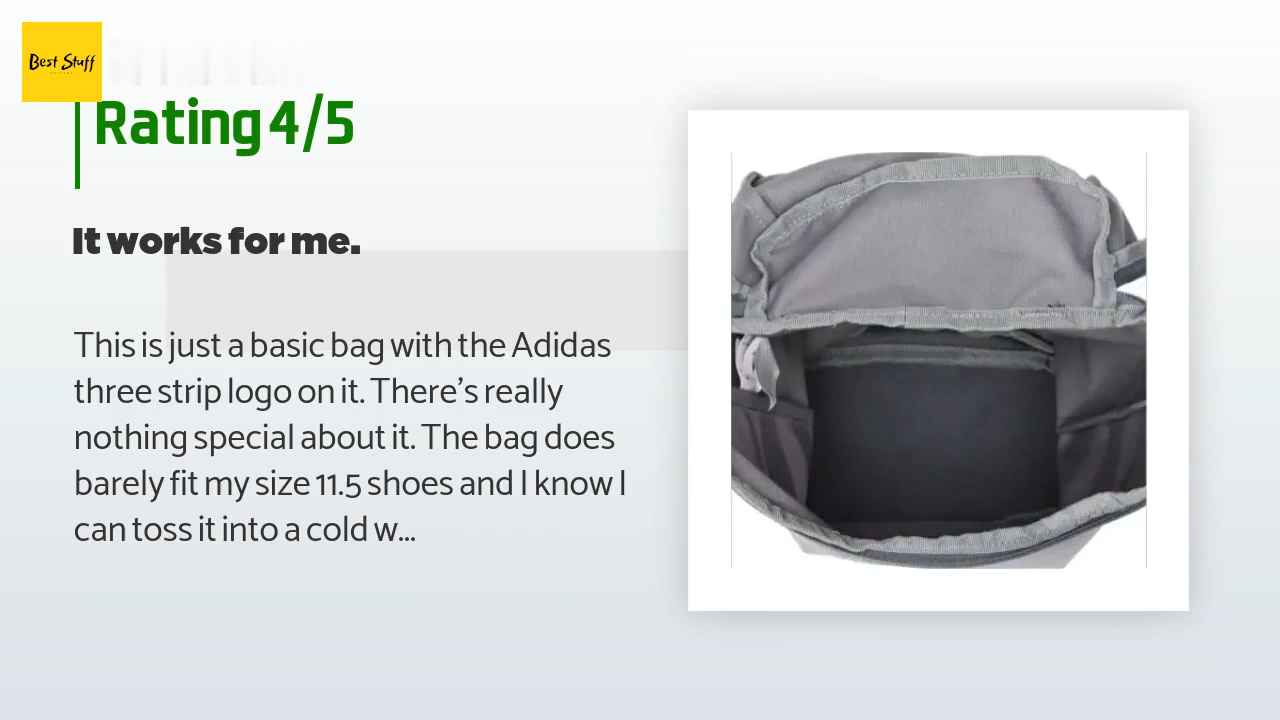 Best Stuff
Rating 4/5
It works for me.
This is just a basic bag with the Adidas
three strip logo on it. There's really
nothing special about it. The bag does
barely fit my size 11.5 shoes and I know I
can toss it into a cold w...